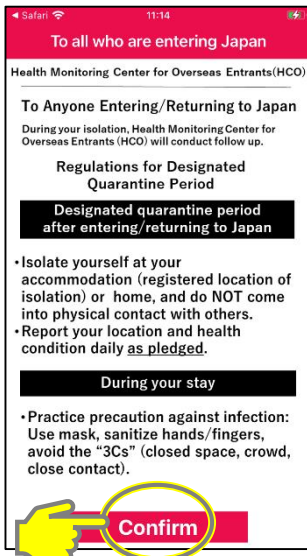 ◀ Safari 11:14
To all who are entering Japan
Health Monitoring Center for Overseas Entrants(HCO)
To Anyone Entering/Returning to Japan
During your isolation, Health Monitoring Center for
Overseas Entrants (HCO) will conduct follow up.
Regulations for Designated
Quarantine Period
Designated quarantine period
after entering/returning to Japan
・Isolate yourself at your
accommodation (registered location of
isolation) or home, and do NOT come
into physical contact with others.
・Report your location and health
condition daily as pledged.
During your stay
・Practice precaution against infection:
Use mask, sanitize hands/fingers,
avoid the “3Cs” (closed space, crowd,
close contact).
Confirm